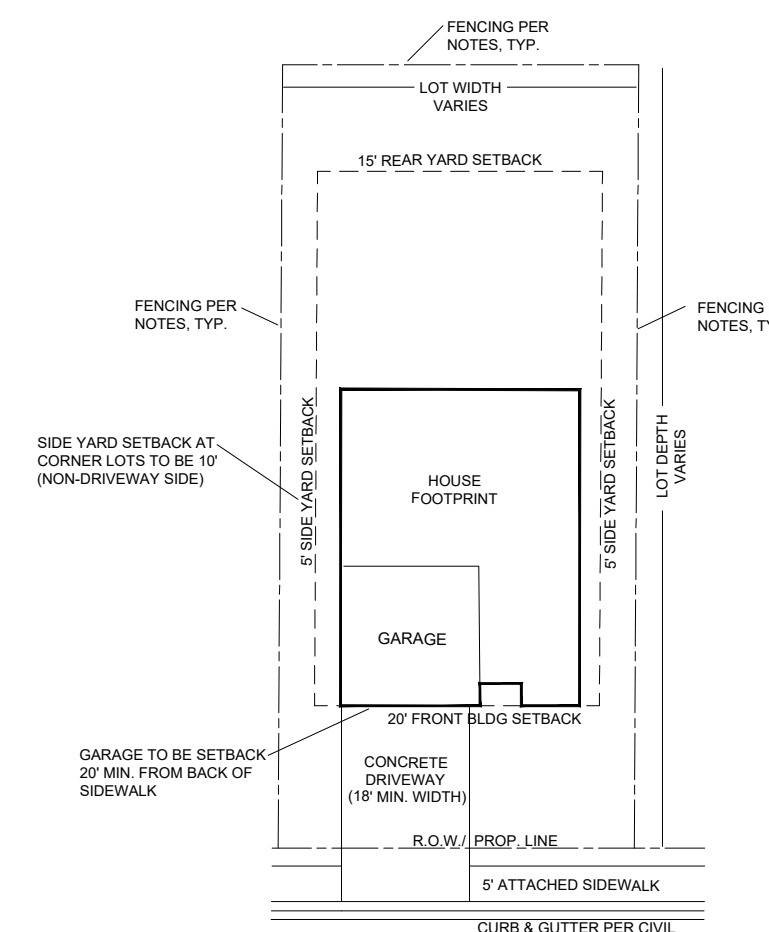 FENCING PER
NOTES, TYP.
LOT WIDTH
VARIES
15' REAR YARD SETBACK
FENCING PER
NOTES, TYP.
FENCING
NOTES,
SIDE YARD SETBACK AT
CORNER LOTS TO BE 10'
(NON-DRIVEWAY SIDE)
5' SIDE YARD SETBACK
HOUSE
FOOTPRINT
5' SIDE YARD SETBACK
LOT DEPTH
VARIES
GARAGE
20' FRONT BLDG SETBACK
GARAGE TO BE SETBACK
20' MIN. FROM BACK OF
SIDEWALK
CONCRETE
DRIVEWAY
(18' MIN. WIDTH)
R.O.W./ PROP. LINE
5' ATTACHED SIDEWALK
CURB & GUTTER PER CIVIL